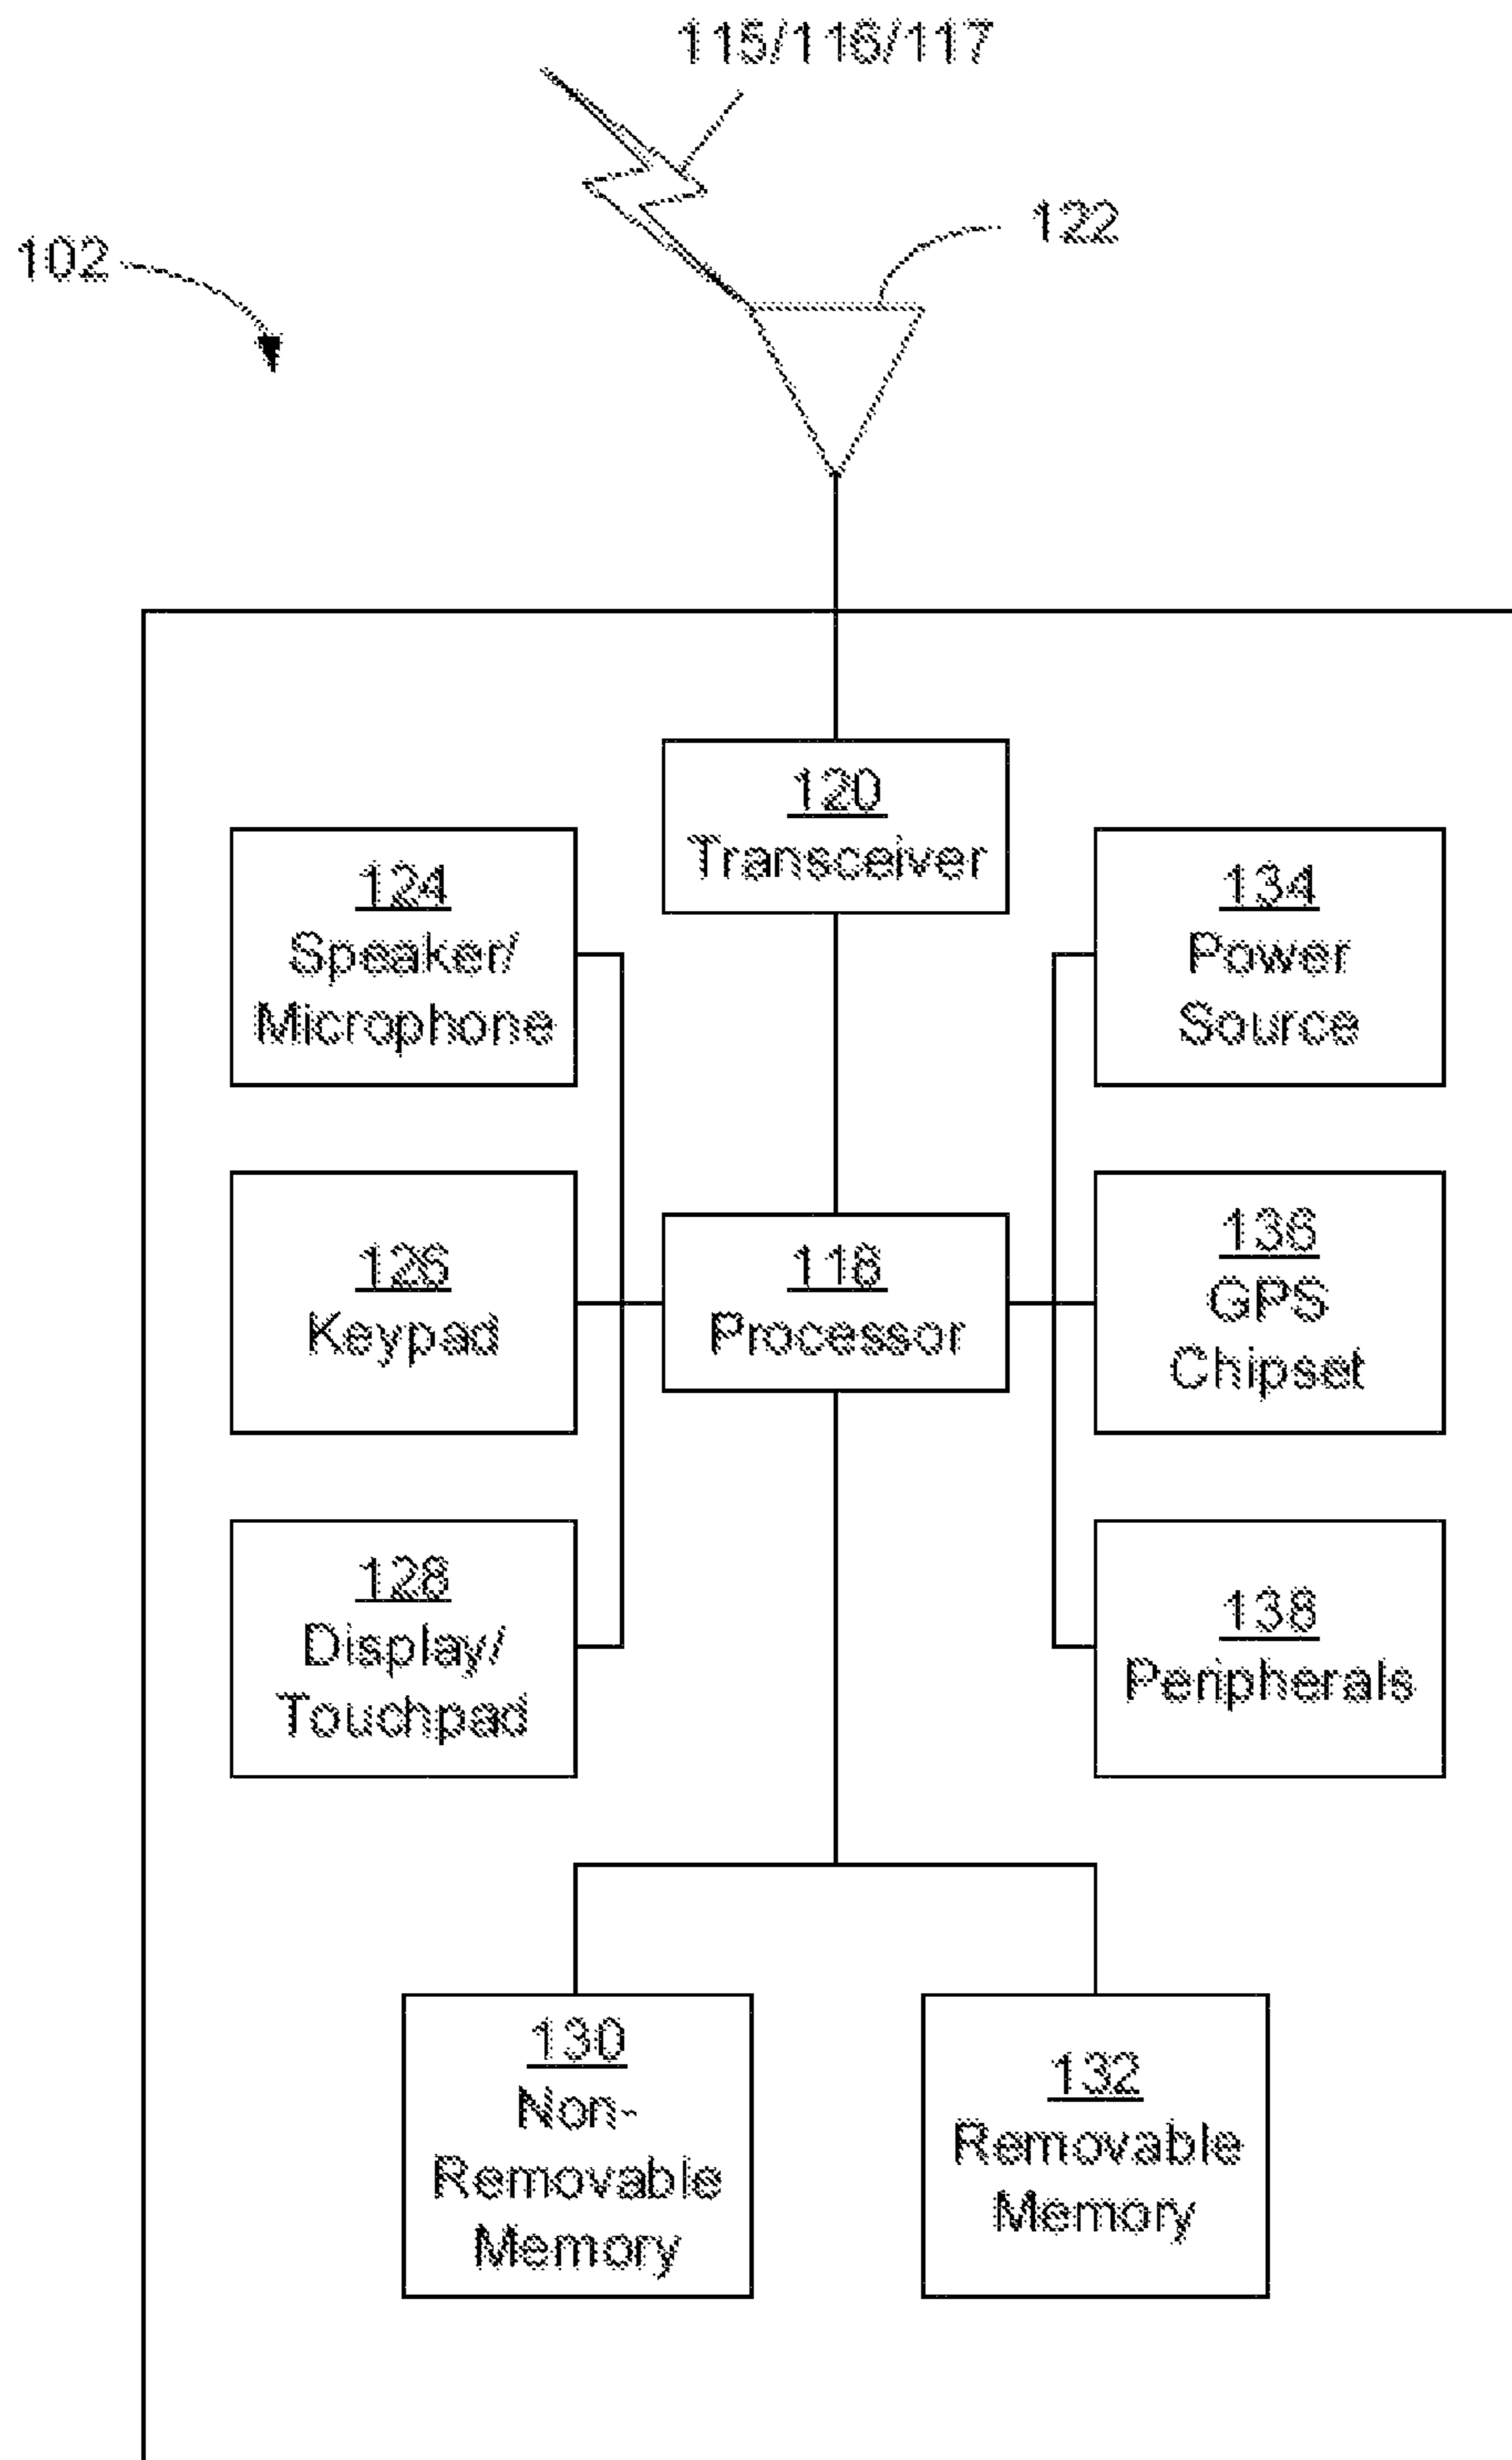 115/116/117
122
102
120
Transceiver
124
Speaker/
Microphone
134
Power
Source
126
Keypad
118
Processor
136
GPS
Chipset
128
Display/
Touchpad
138
Peripherals
130
Non-
Removable
Memory
132
Removable
Memory